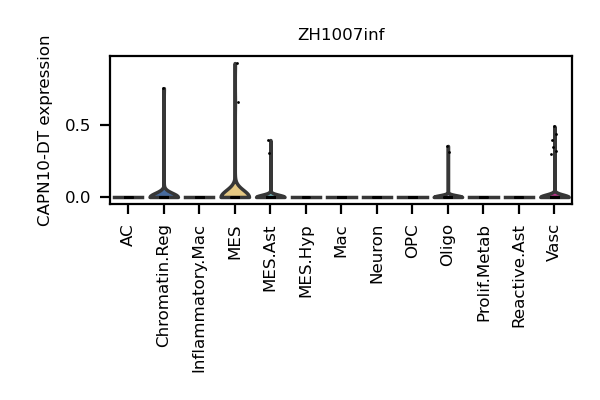 ZH1007inf
CAPN10-DT expression
0.5
0.0
AC
Chromatin.Reg
Inflammatory.Mac
MES
MES.Ast
MES.Hyp
Mac
Neuron
OPC
Oligo
Prolif.Metab
Reactive.Ast
Vasc